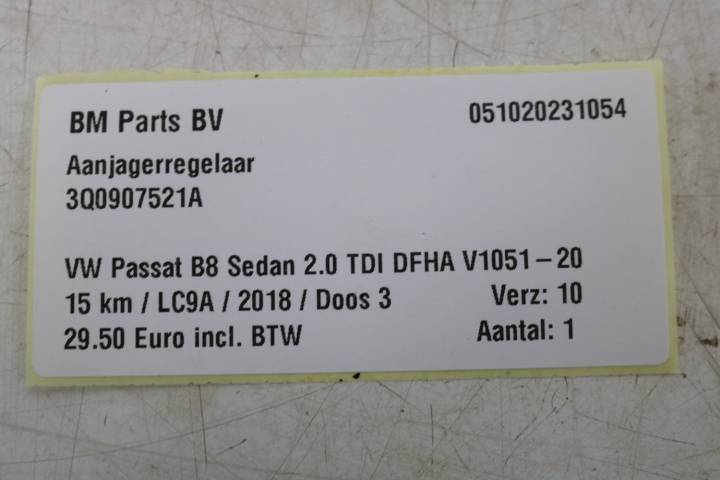 BM Parts BV 051020231054
Aanjagerregelaar
3Q0907521A
VW Passat B8 Sedan 2.0 TDI DFHA V1051-20
15 km / LC9A / 2018 / Doos 3 Verz: 10
29.50 Euro incl. BTW Aantal: 1